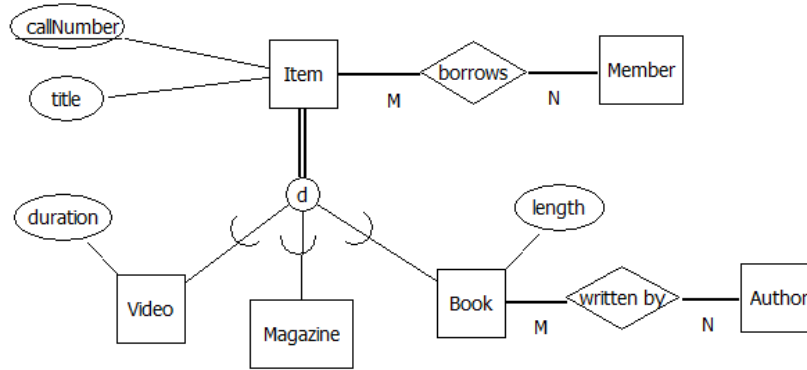 callNumber
title
Item
M
borrows
N
Member
d
duration
length
Video
Magazine
Book
M
written by
N
Author